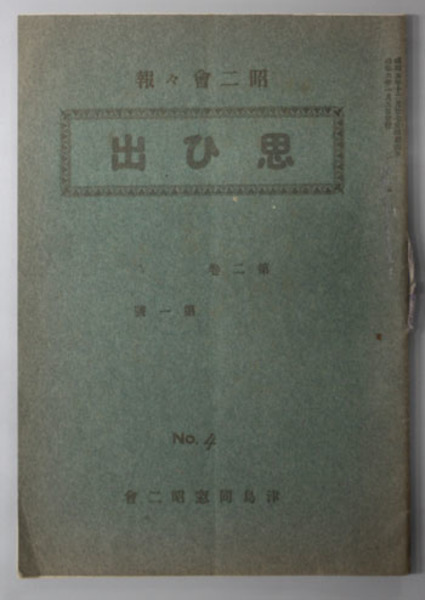 報々會二昭
出ひ思
卷二第
號一第
No. 4
會二昭窓同島津